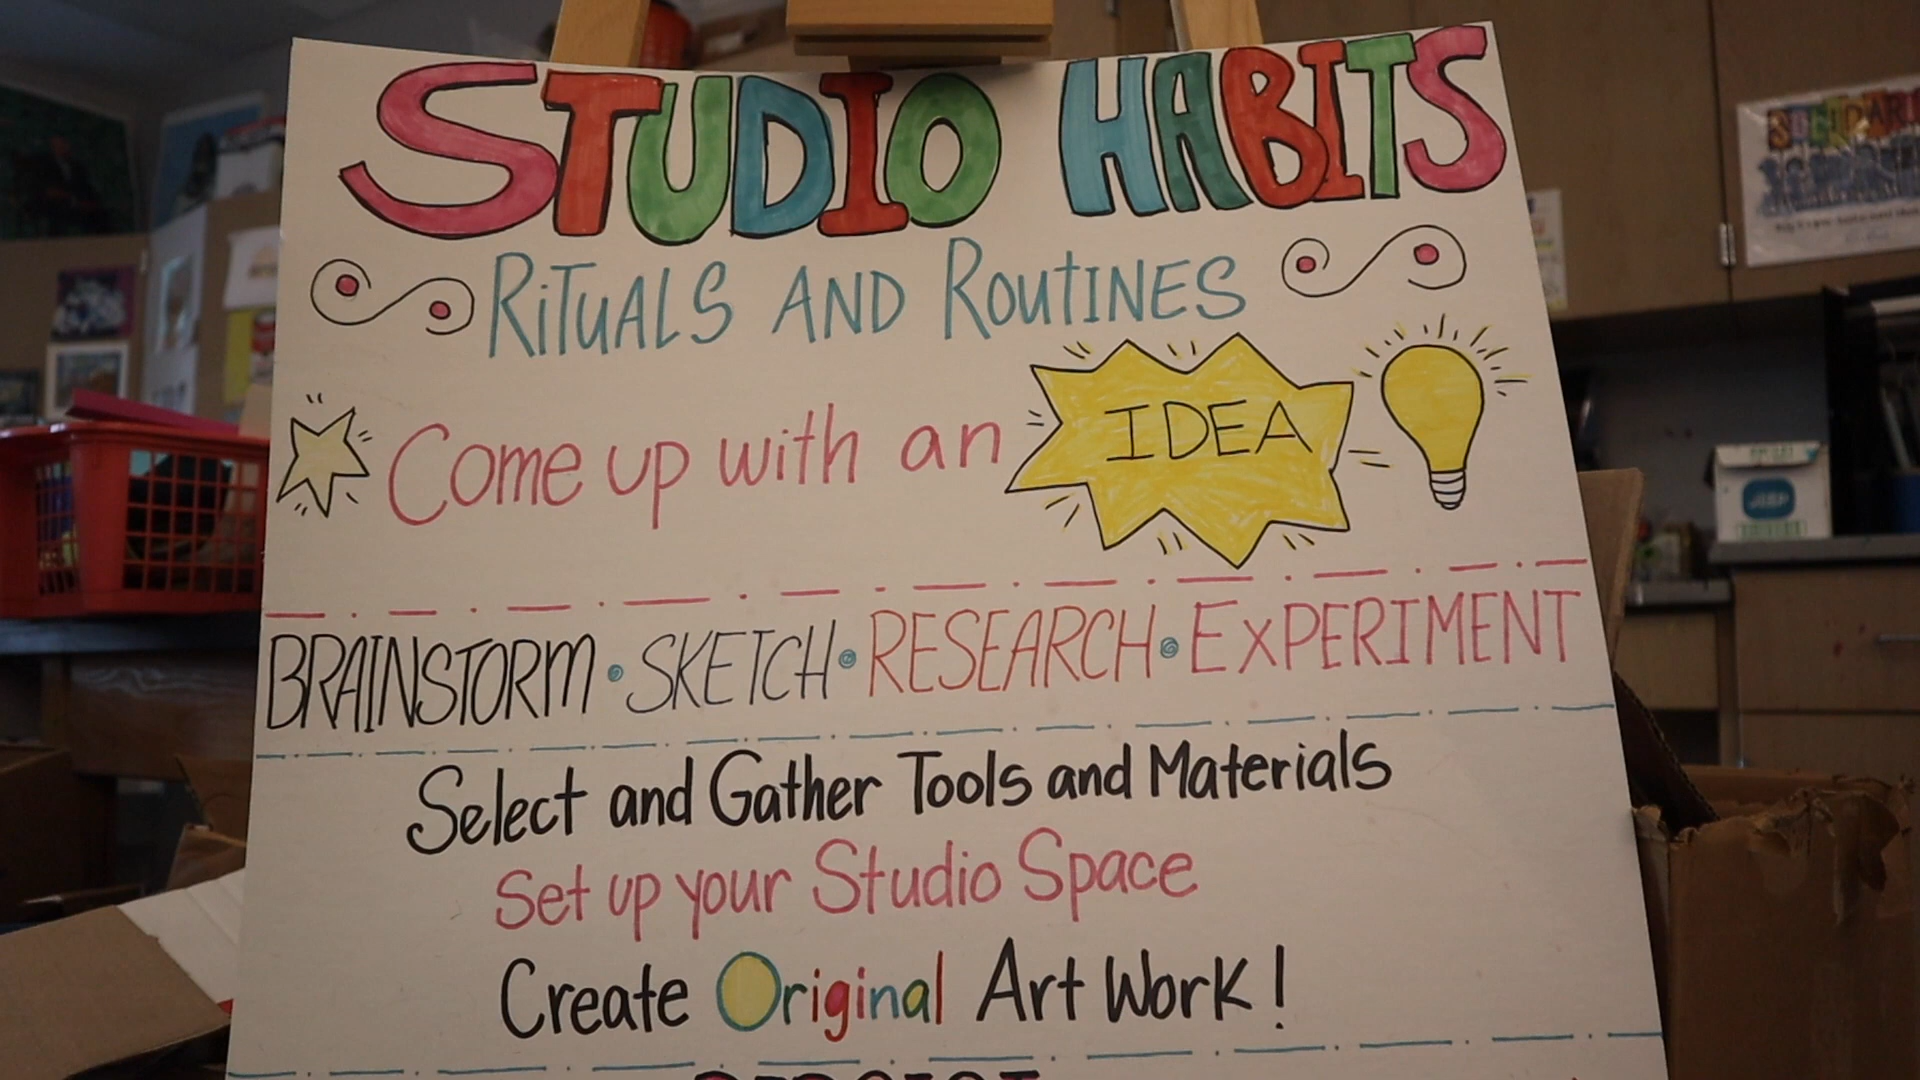 STUDIO HABITS
RITUALS AND ROUTINES
Come up with an IDEA
BRAINSTORM • SKETCH • RESEARCH • EXPERIMENT
Select and Gather Tools and Materials
Set up your Studio Space
Create Original Art Work!